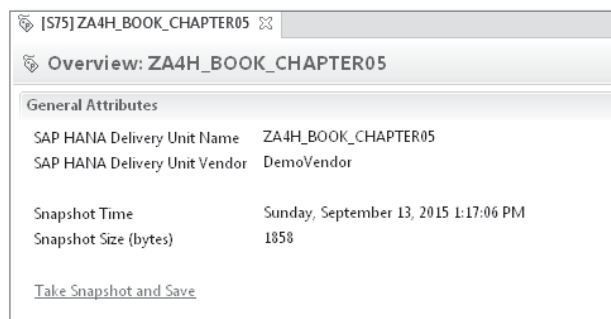 [S75] ZA4H_BOOK_CHAPTER05
Overview: ZA4H_BOOK_CHAPTER05
General Attributes
SAP HANA Delivery Unit Name ZA4H_BOOK_CHAPTER05
SAP HANA Delivery Unit Vendor DemoVendor
Snapshot Time Sunday, September 13, 2015 1:17:06 PM
Snapshot Size (bytes) 1858
Take Snapshot and Save